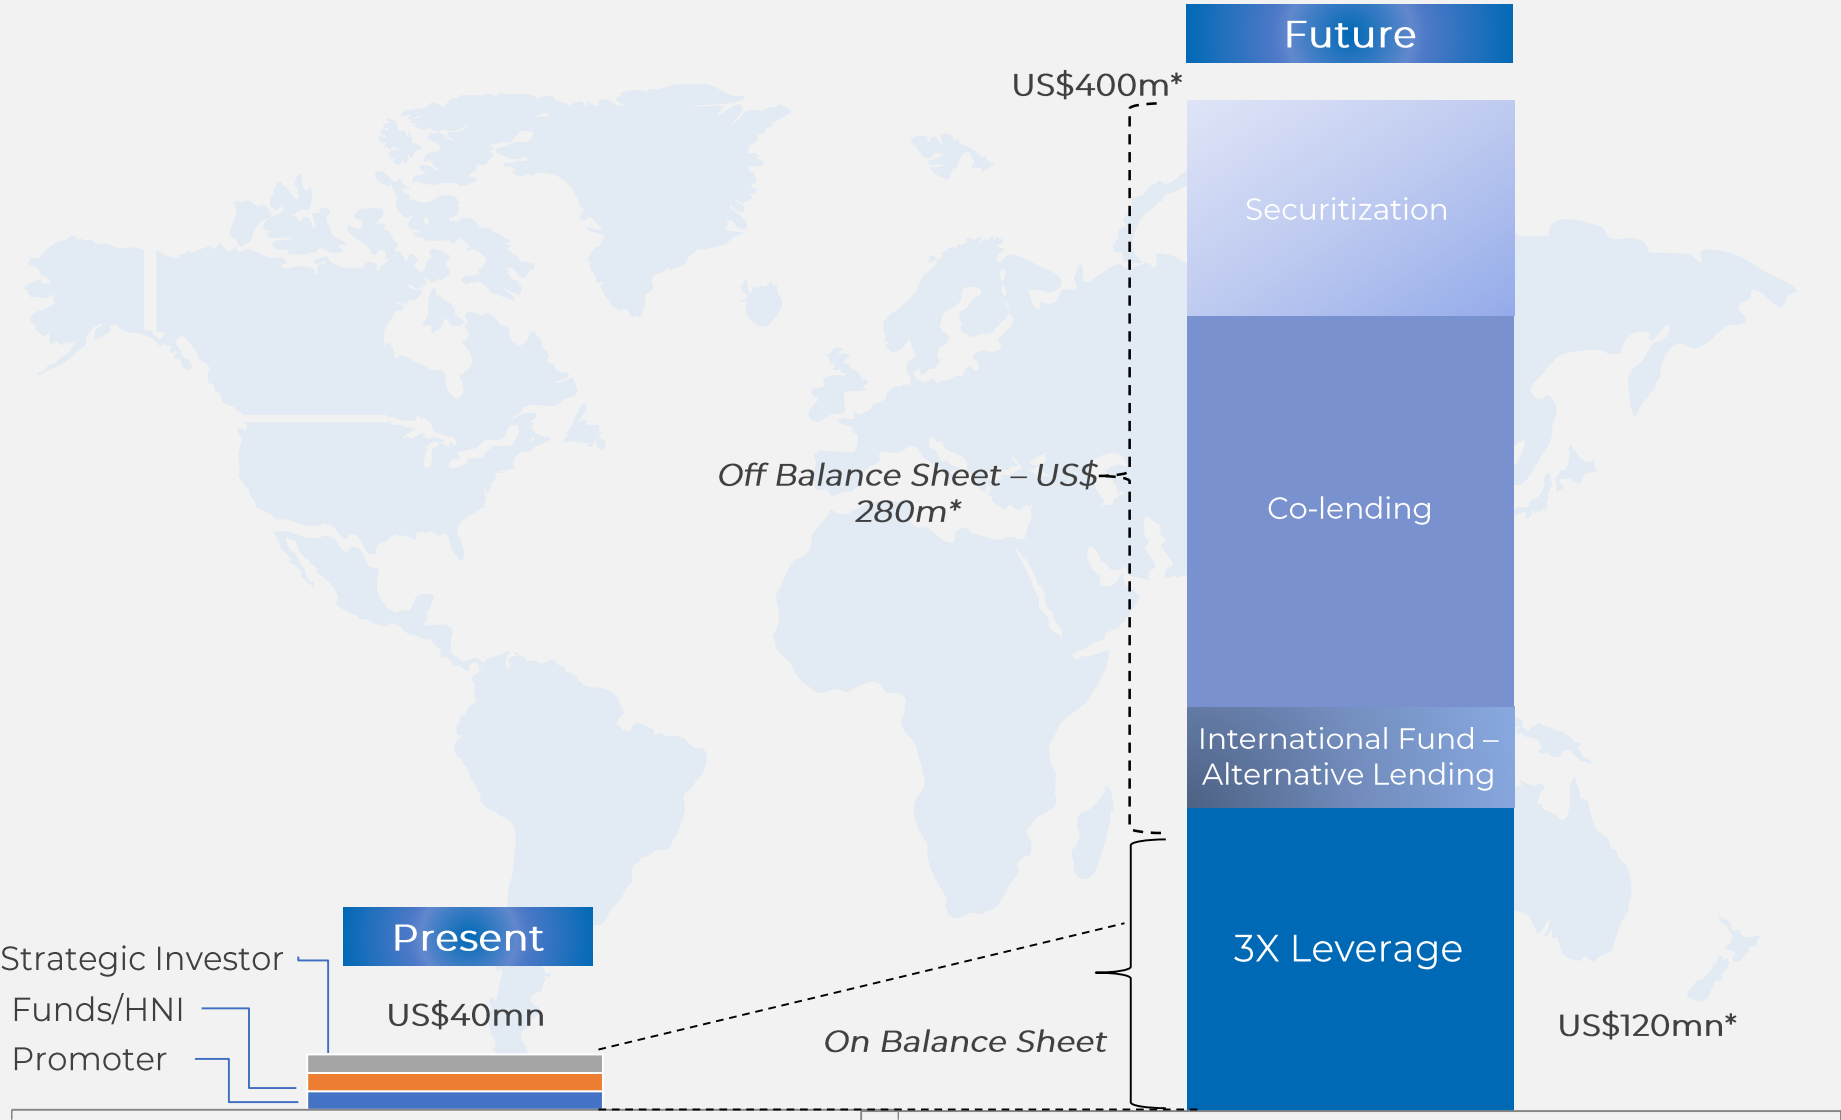 Future
US$400m*
Securitization
Off Balance Sheet – US$
280m*
Co-lending
International Fund –
Alternative Lending
Present
3X Leverage
Strategic Investor
Funds/HNI
US$40mn
Promoter
On Balance Sheet
US$120mn*